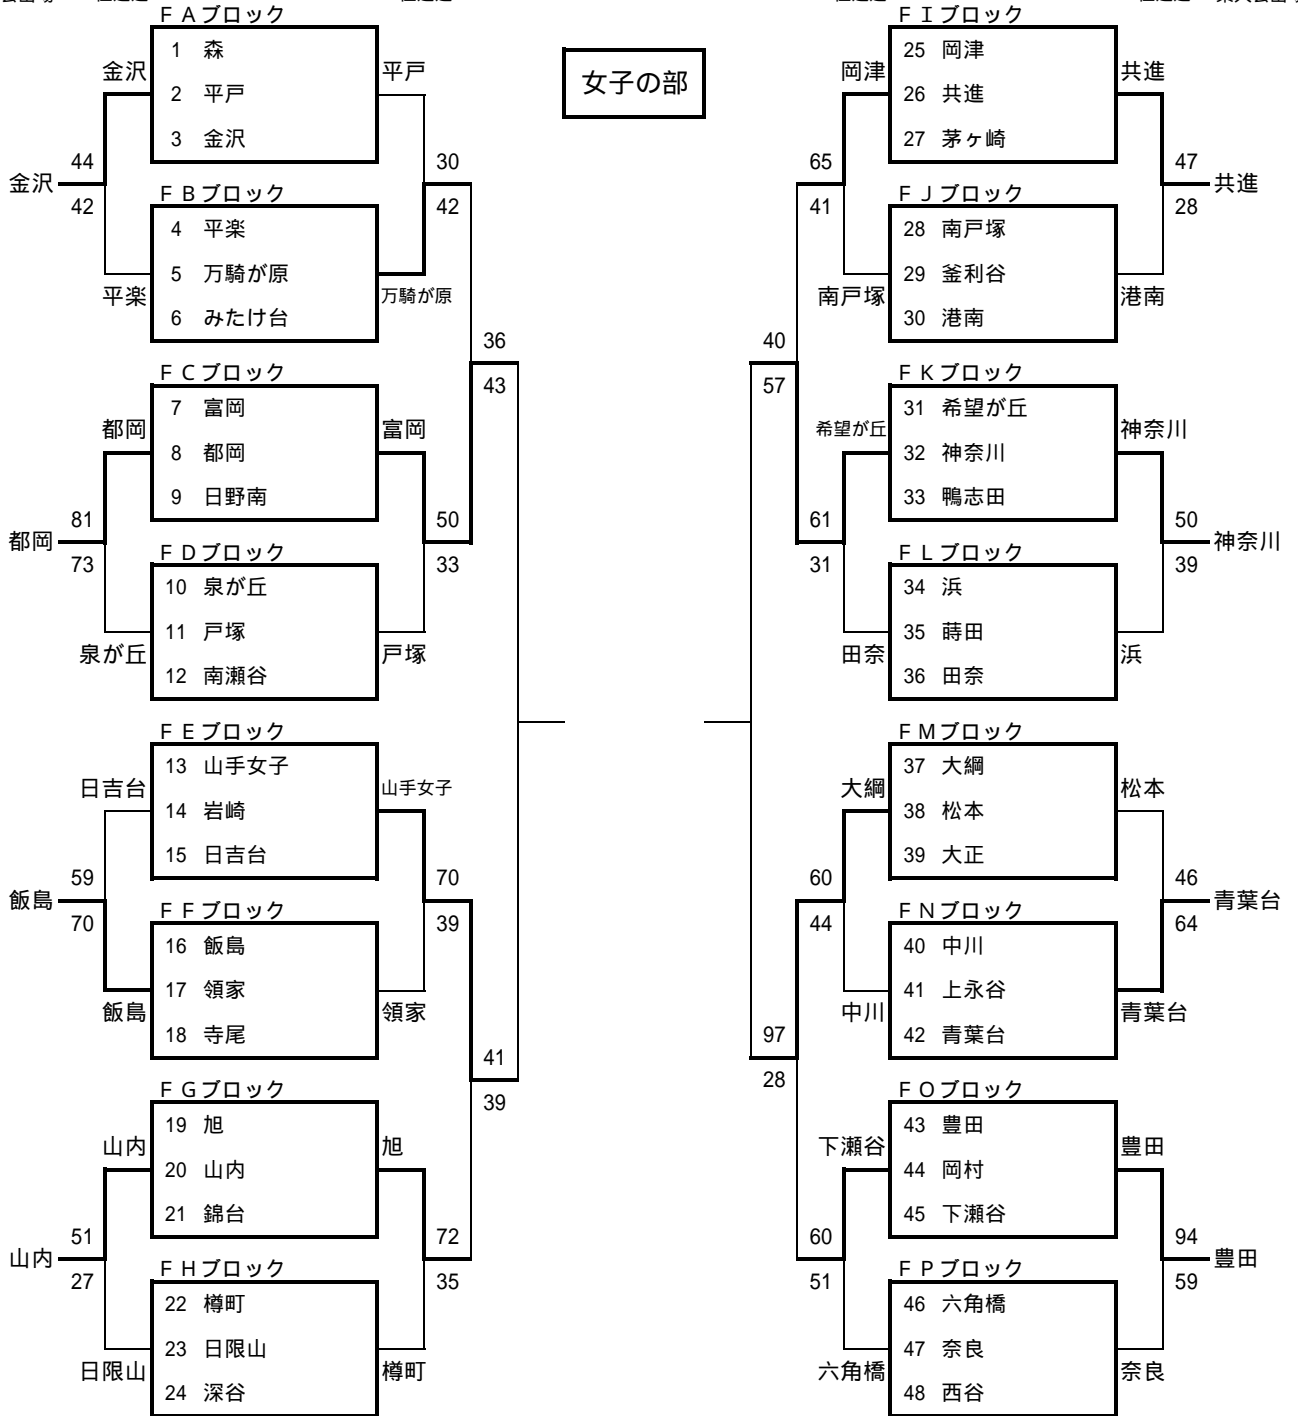 女子の部
ＦＡブロック
1 森
2 平戸
3 金沢
金沢
平戸
44
42
金沢
30
42
ＦＢブロック
4 平楽
5 万騎が原
6 みたけ台
平楽
万騎が原
36
43
ＦＣブロック
7 富岡
8 都岡
9 日野南
都岡
富岡
81
73
都岡
50
33
ＦＤブロック
10 泉が丘
11 戸塚
12 南瀬谷
泉が丘
戸塚
ＦＥブロック
13 山手女子
14 岩崎
15 日吉台
日吉台
山手女子
59
70
飯島
70
39
ＦＦブロック
16 飯島
17 領家
18 寺尾
飯島
領家
41
39
ＦＧブロック
19 旭
20 山内
21 錦台
山内
旭
51
27
山内
72
35
ＦＨブロック
22 樽町
23 日限山
24 深谷
日限山
樽町
ＦＩブロック
25 岡津
26 共進
27 茅ヶ崎
岡津
共進
65
41
47
28
共進
ＦＪブロック
28 南戸塚
29 釜利谷
30 港南
南戸塚
港南
40
57
ＦＫブロック
31 希望が丘
32 神奈川
33 鴨志田
希望が丘
神奈川
61
31
50
39
神奈川
ＦＬブロック
34 浜
35 蒔田
36 田奈
田奈
浜
ＦＭブロック
37 大綱
38 松本
39 大正
大綱
松本
60
44
46
64
青葉台
ＦＮブロック
40 中川
41 上永谷
42 青葉台
中川
青葉台
97
28
ＦＯブロック
43 豊田
44 岡村
45 下瀬谷
下瀬谷
豊田
60
51
94
59
豊田
ＦＰブロック
46 六角橋
47 奈良
48 西谷
六角橋
奈良